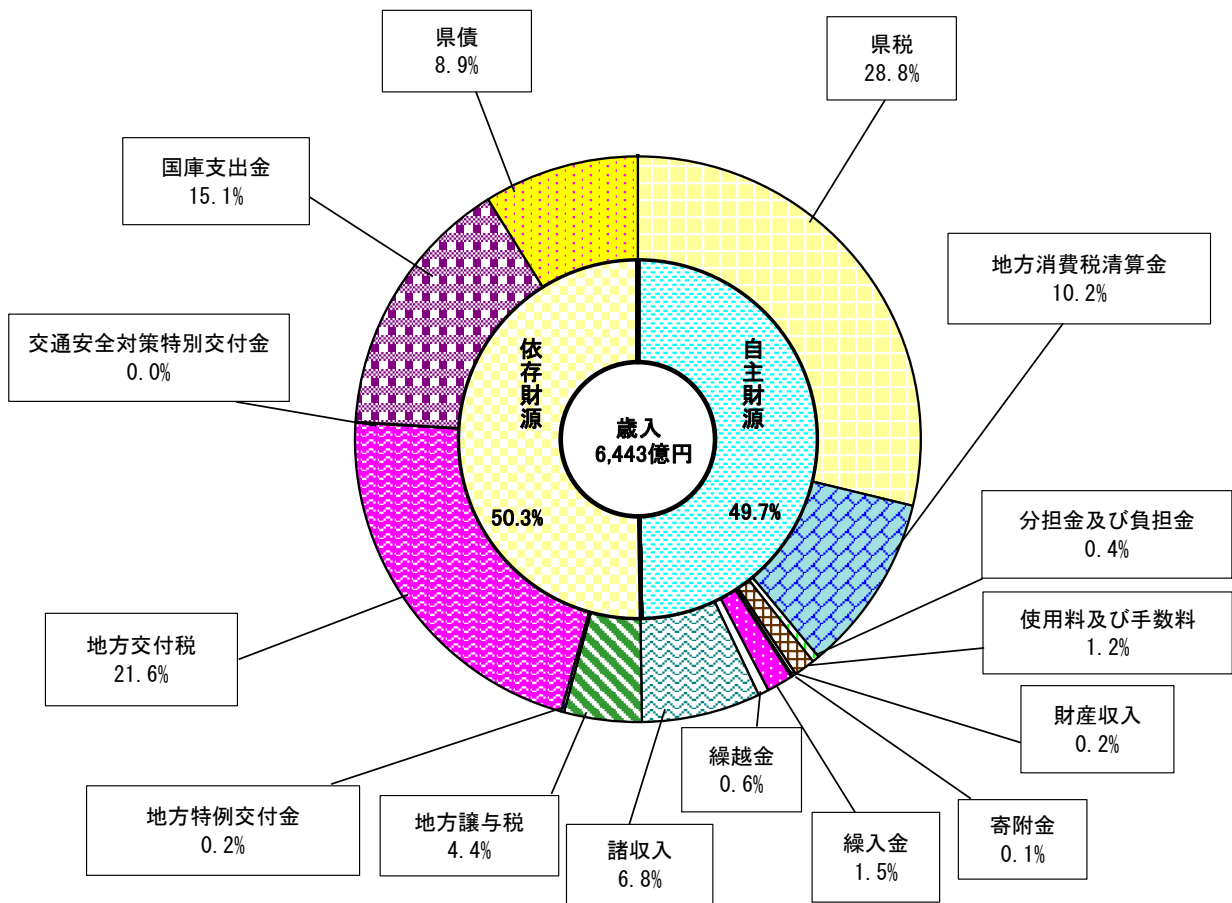 県債
8.9%
県税
28.8%
国庫支出金
15.1%
地方消費税清算金
10.2%
交通安全対策特別交付金
0.0%
依存財源
自主財源
歳入
6,443億円
50.3%
49.7%
分担金及び負担金
0.4%
使用料及び手数料
1.2%
地方交付税
21.6%
財産収入
0.2%
繰越金
0.6%
地方特例交付金
0.2%
地方譲与税
4.4%
諸収入
6.8%
繰入金
1.5%
寄附金
0.1%